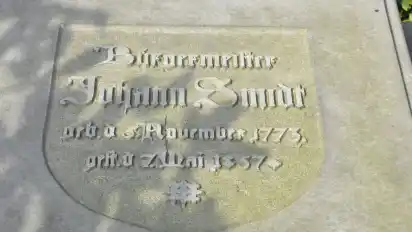 Bürgermeister
Johann Smidt
geb. d. 5. November 1773,
gest. d. 7. Mai 1857.